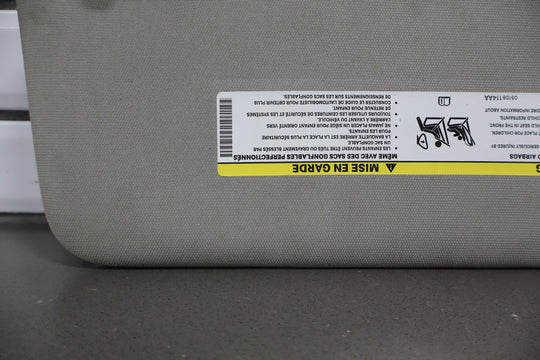 G
D AIRBAGS
SERIOUSLY INJURED BY
T PLACE FOR CHILDREN.
D SEAT IN THE FRONT
CHILD RESTRAINTS.
ORE INFORMATION ABOUT
05108 114AA
MISE EN GARDE
MÊME AVEC DES SACS GONFLABLES PERFECTIONNÉS
• LES ENFANTS PEUVENT ÊTRE TUÉS OU GRAVEMENT BLESSÉS PAR
UN SAC GONFLABLE.
• LA BANQUETTE ARRIÈRE EST LA PLACE LA PLUS SÉCURITAIRE
POUR LES ENFANTS.
• NE JAMAIS PLACER UN SIÈGE POUR ENFANT ORIENTÉ VERS
L'ARRIÈRE À L'AVANT DU VÉHICULE.
• TOUJOURS UTILISER LES CEINTURES DE SÉCURITÉ ET LES SYSTÈMES
DE RETENUE POUR ENFANT.
• CONSULTER LE GUIDE DE L'AUTOMOBILISTE POUR OBTENIR PLUS
DE RENSEIGNEMENTS SUR LES SACS GONFLABLES.